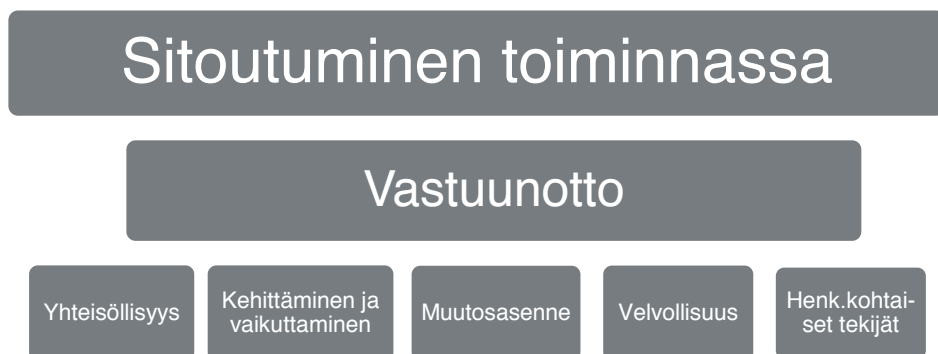 Sitoutuminen toiminnassa
Vastuunotto
Yhteisöllisyys
Kehittäminen ja
vaikuttaminen
Muutosasenne
Velvollisuus
Henk.kohtai-
set tekijät